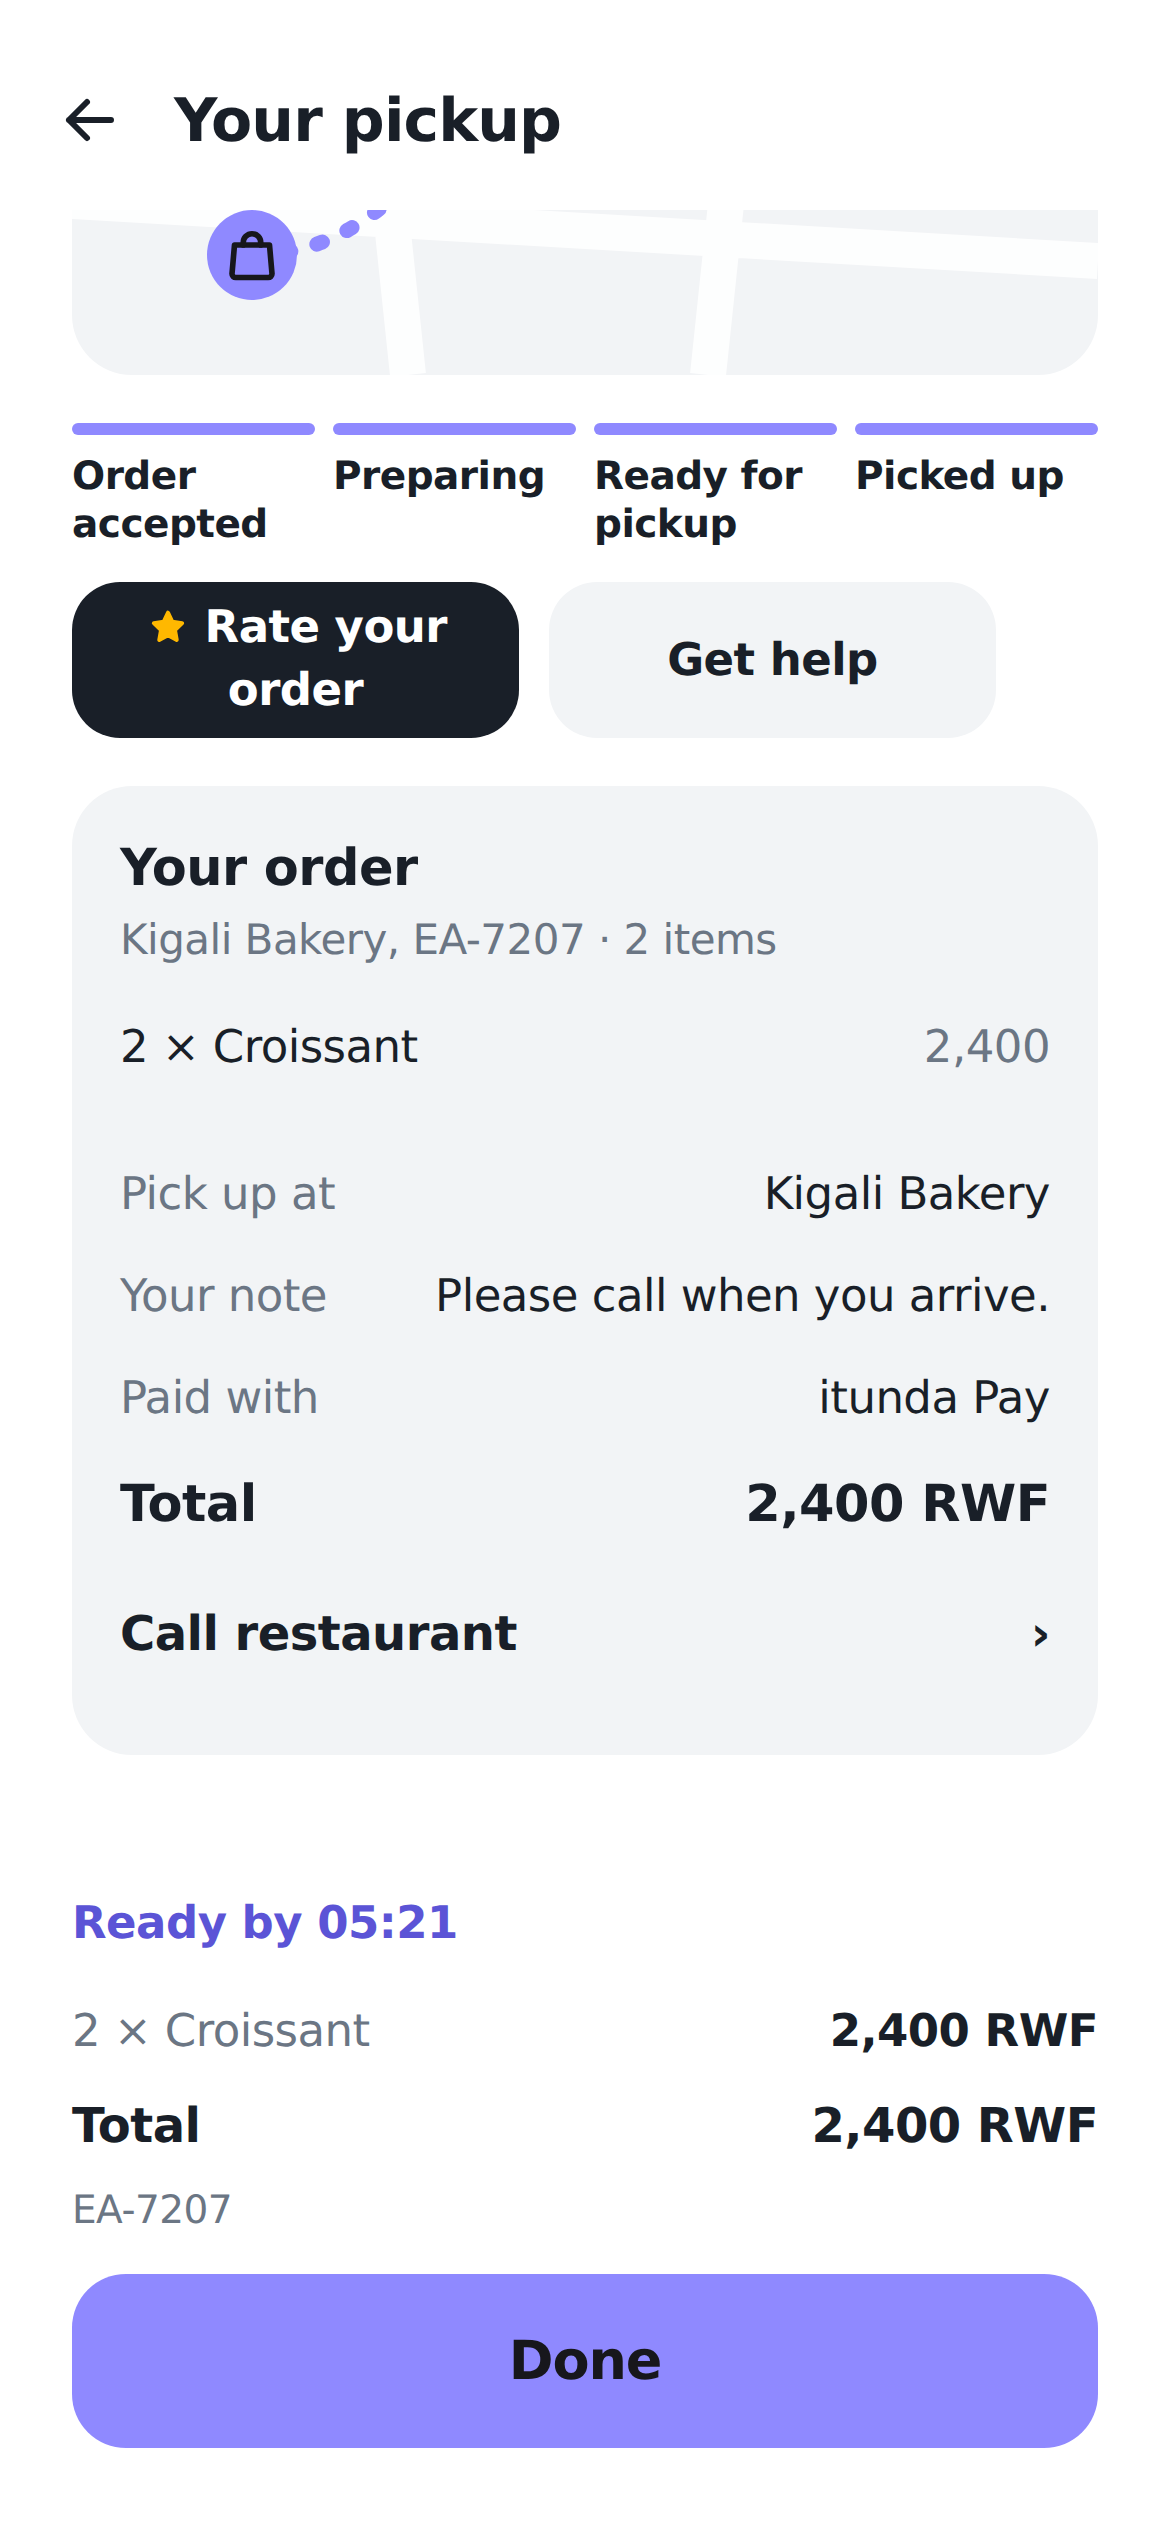 Your pickup
Order accepted
Preparing
Ready for pickup
Picked up
Rate your order
Get help
Your order
Kigali Bakery, EA-7207 · 2 items
2 × Croissant 2,400
Pick up at Kigali Bakery
Your note Please call when you arrive.
Paid with itunda Pay
Total 2,400 RWF
Call restaurant ›
Ready by 05:21
2 × Croissant 2,400 RWF
Total 2,400 RWF
EA-7207
Done